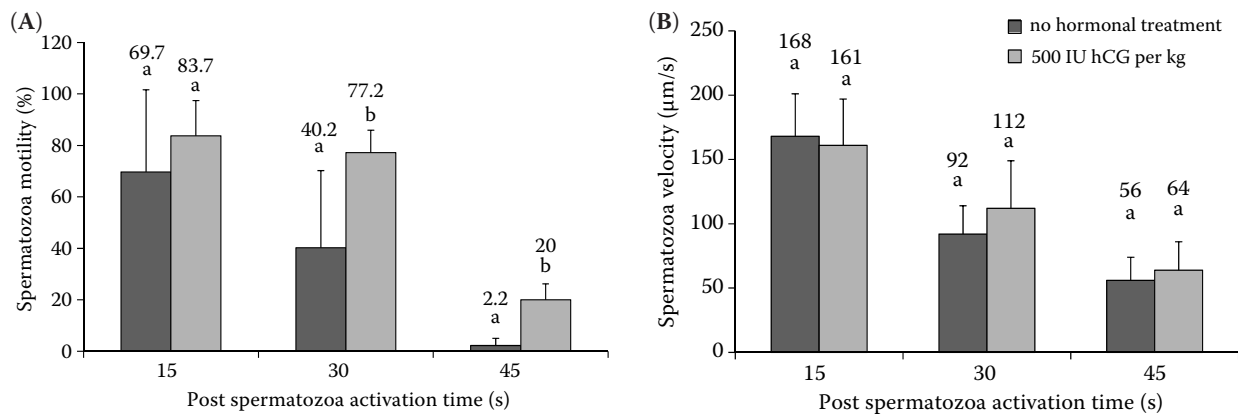 (A)
Spermatozoa motility (%)
120
100
80
60
40
20
0
69.7
a
83.7
a
40.2
a
77.2
b
2.2
a
20
b
15 30 45
Post spermatozoa activation time (s)
(B)
Spermatozoa velocity (µm/s)
250
200
150
100
50
0
no hormonal treatment
500 IU hCG per kg
168
a
161
a
92
a
112
a
56
a
64
a
15 30 45
Post spermatozoa activation time (s)